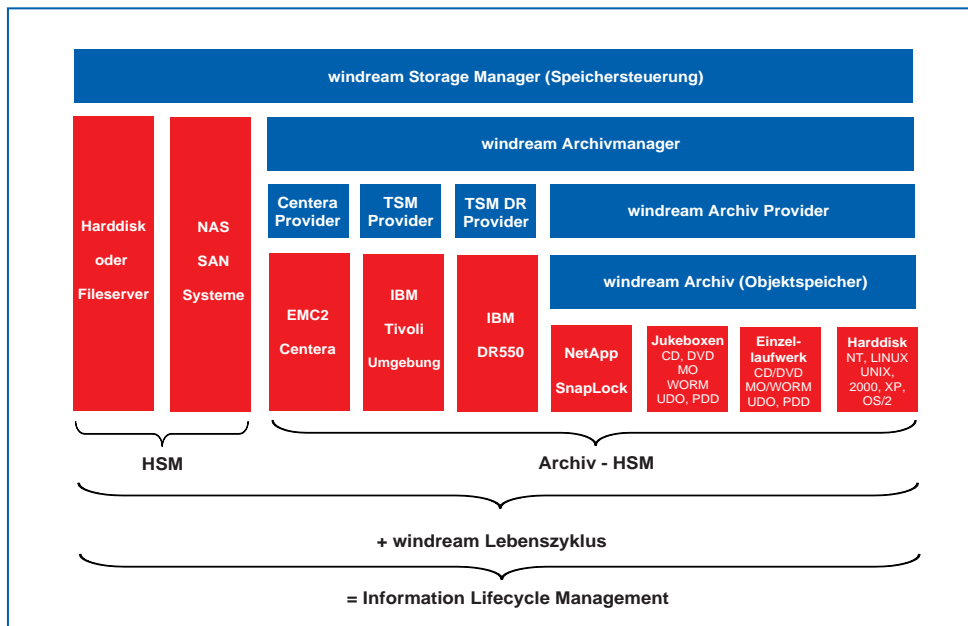 windream Storage Manager (Speichersteuerung)
Harddisk
oder
Fileserver
NAS
SAN
Systeme
windream Archivmanager
Centera
Provider
TSM
Provider
TSM DR
Provider
windream Archiv Provider
windream Archiv (Objektspeicher)
EMC2
Centera
IBM
Tivoli
Umgebung
IBM
DR550
NetApp
SnapLock
Jukeboxen
CD, DVD
MO
WORM
UDO, PDD
Einzel-
laufwerk
CD/DVD
MO/WORM
UDO, PDD
Harddisk
NT, LINUX
UNIX,
2000, XP,
OS/2
HSM
Archiv - HSM
+ windream Lebenszyklus
= Information Lifecycle Management